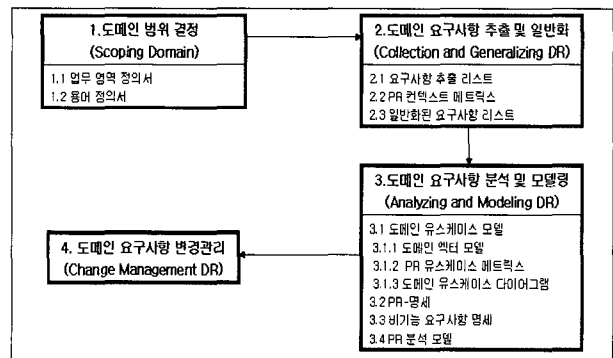 1.도메인 범위 결정
(Scoping Domain)
1.1 업무 영역 정의서
1.2 용어 정의서
2.도메인 요구사항 추출 및 일반화
(Collection and Generalizing DR)
2.1 요구사항 추출 리스트
2.2 PR 컨텍스트 메트릭스
2.3 일반화된 요구사항 리스트
3.도메인 요구사항 분석 및 모델링
(Analyzing and Modeling DR)
3.1 도메인 유스케이스 모델
3.1.1 도메인 액터 모델
3.1.2 PR 유스케이스 메트릭스
3.1.3 도메인 유스케이스 다이어그램
3.2 PR-명세
3.3 비기능 요구사항 명세
3.4 PR 분석 모델
4. 도메인 요구사항 변경관리
(Change Management DR)